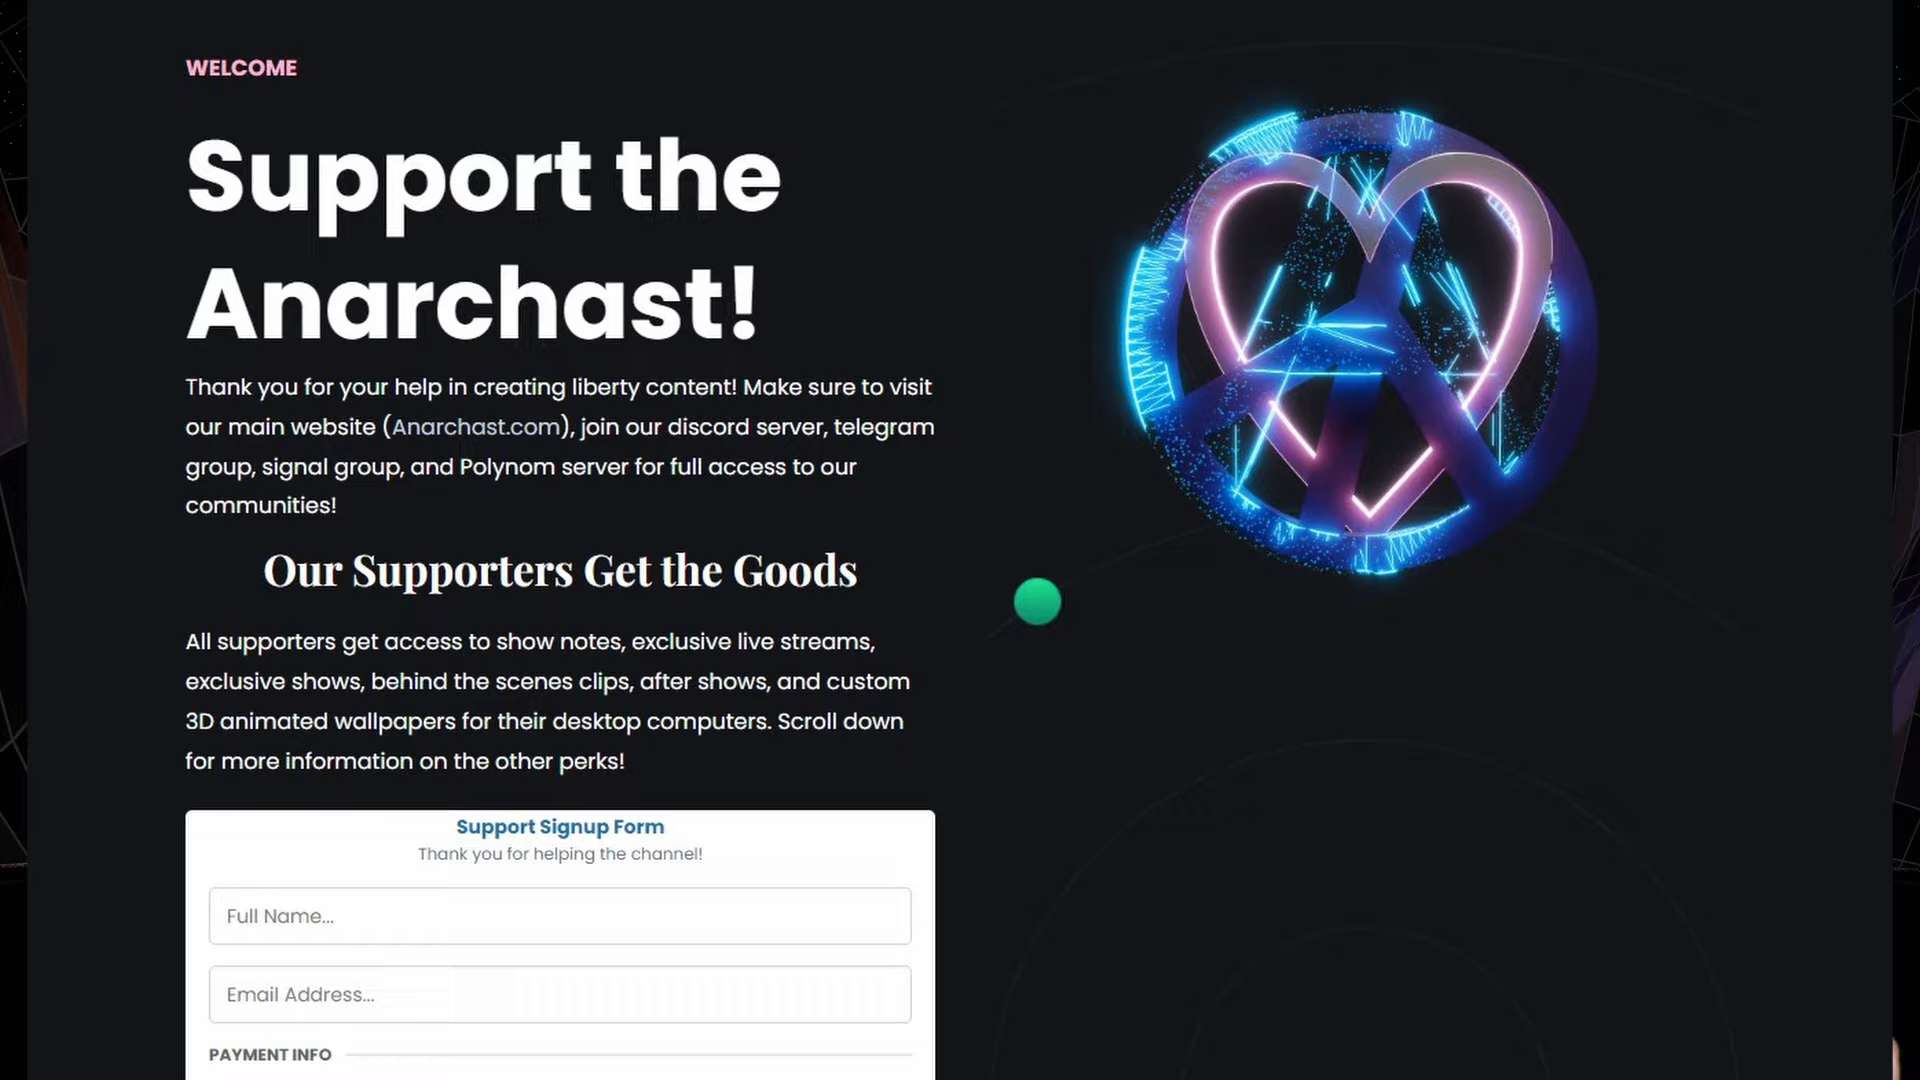 WELCOME
Support the
Anarchast!
Thank you for your help in creating liberty content! Make sure to visit
our main website (Anarchast.com), join our discord server, telegram
group, signal group, and Polynom server for full access to our
communities!
Our Supporters Get the Goods
All supporters get access to show notes, exclusive live streams,
exclusive shows, behind the scenes clips, after shows, and custom
3D animated wallpapers for their desktop computers. Scroll down
for more information on the other perks!
Support Signup Form
Thank you for helping the channel!
Full Name...
Email Address...
PAYMENT INFO